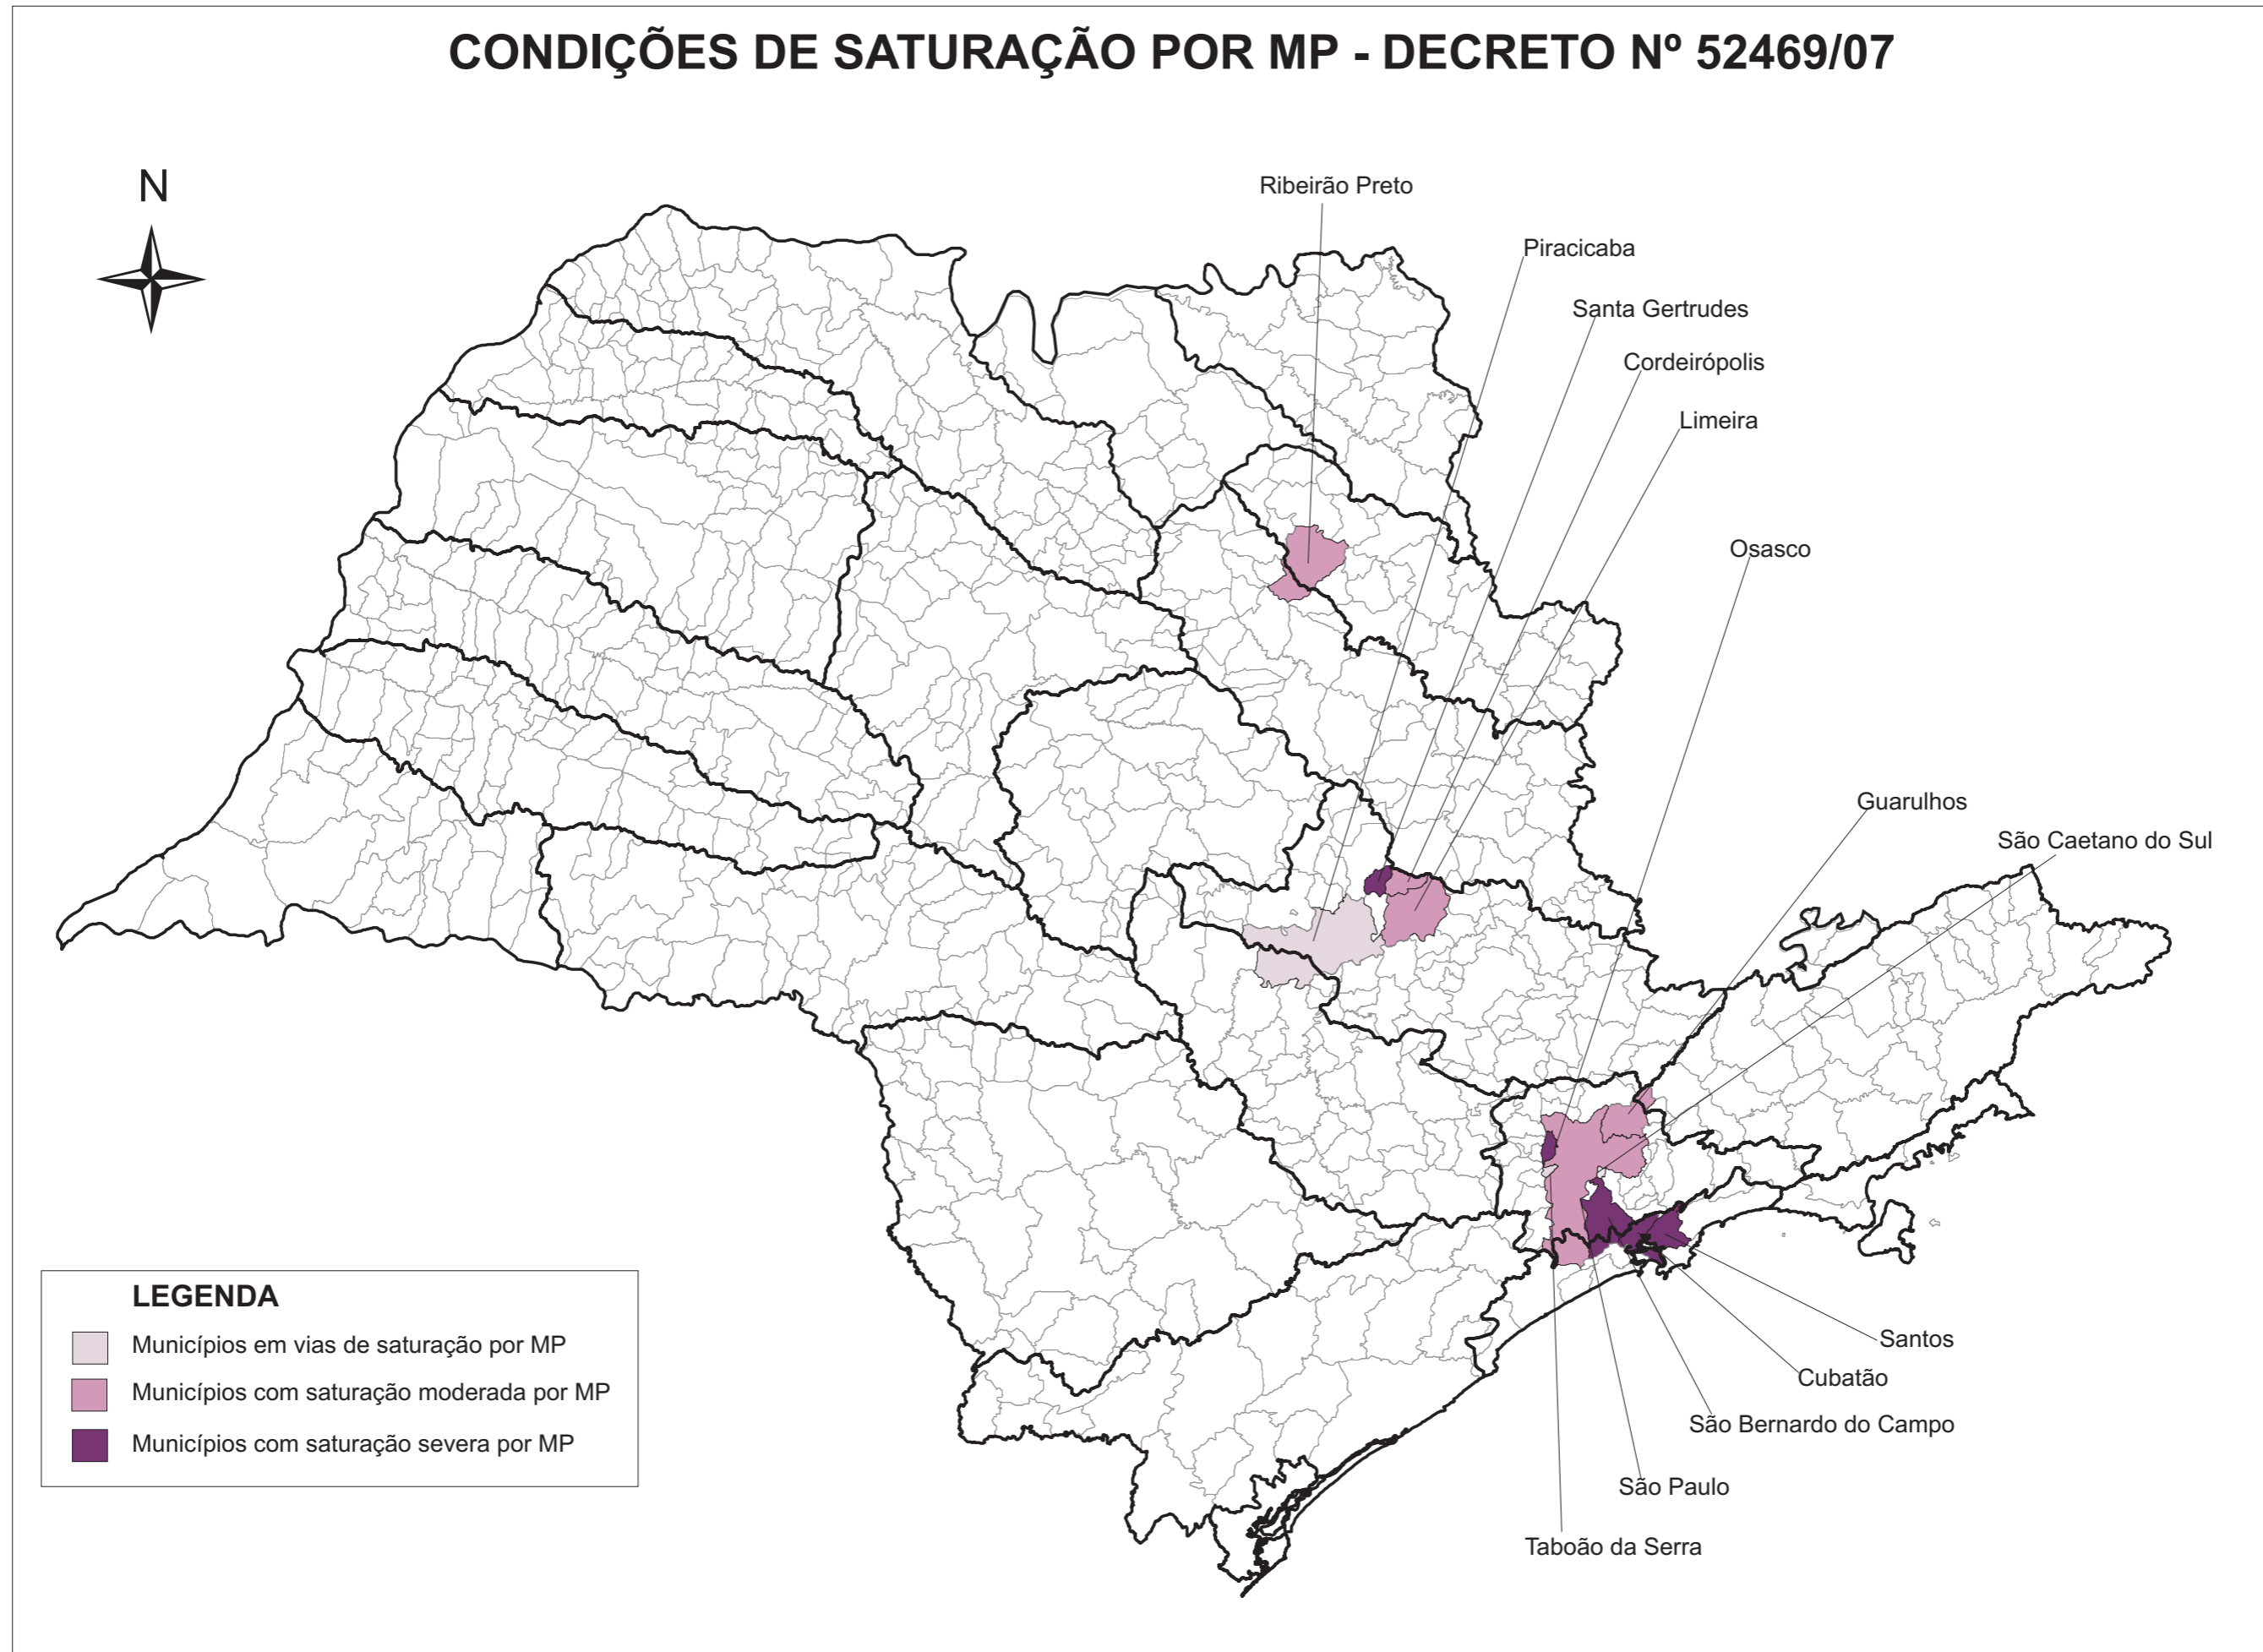 CONDIÇÕES DE SATURAÇÃO POR MP - DECRETO Nº 52469/07
N
Ribeirão Preto
Piracicaba
Santa Gertrudes
Cordeirópolis
Limeira
Osasco
Guarulhos
São Caetano do Sul
Santos
Cubatão
São Bernardo do Campo
São Paulo
Taboão da Serra
LEGENDA
Municípios em vias de saturação por MP
Municípios com saturação moderada por MP
Municípios com saturação severa por MP